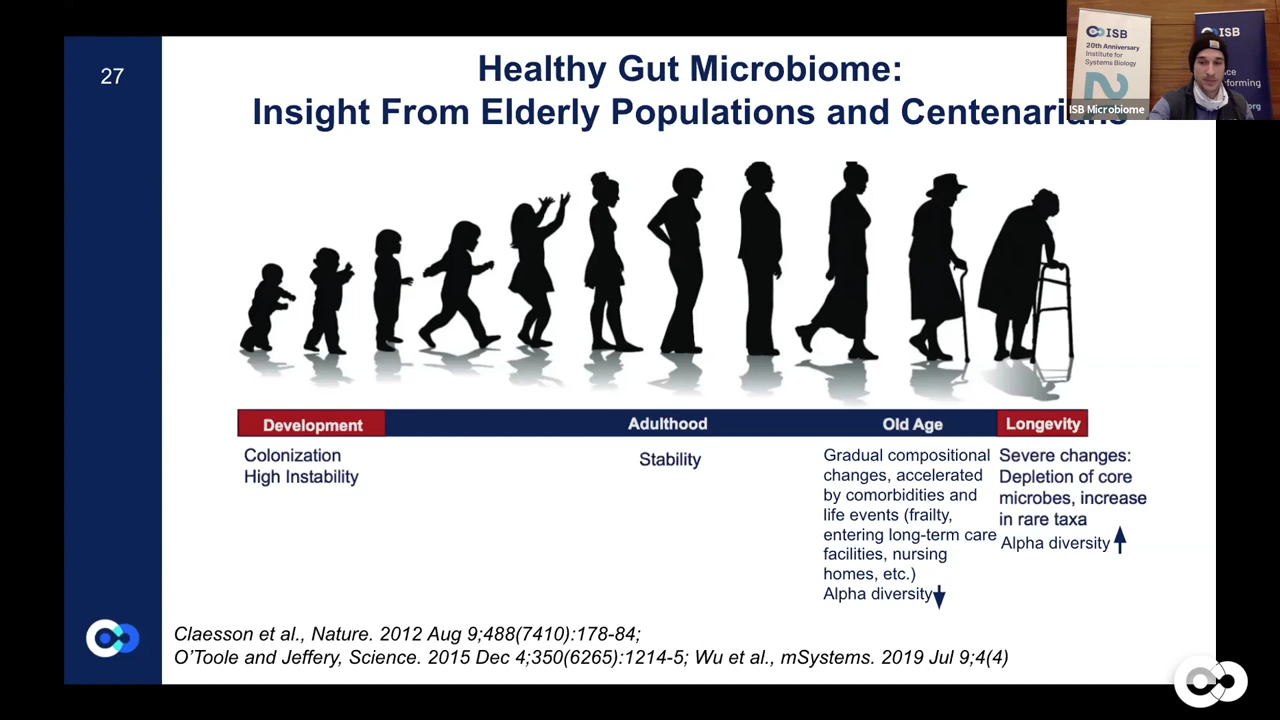 27
Healthy Gut Microbiome:
Insight From Elderly Populations and Centenarians
ISB
20th Anniversary
Institute for
Systems Biology
2
ISB Microbiome
ISB
Development
Adulthood
Old Age
Longevity
Colonization
High Instability
Stability
Gradual compositional
changes, accelerated
by comorbidities and
life events (frailty,
entering long-term care
facilities, nursing
homes, etc.)
Alpha diversity
Severe changes:
Depletion of core
microbes, increase
in rare taxa
Alpha diversity
Claesson et al., Nature. 2012 Aug 9;488(7410):178-84;
O'Toole and Jeffery, Science. 2015 Dec 4;350(6265):1214-5; Wu et al., mSystems. 2019 Jul 9;4(4)